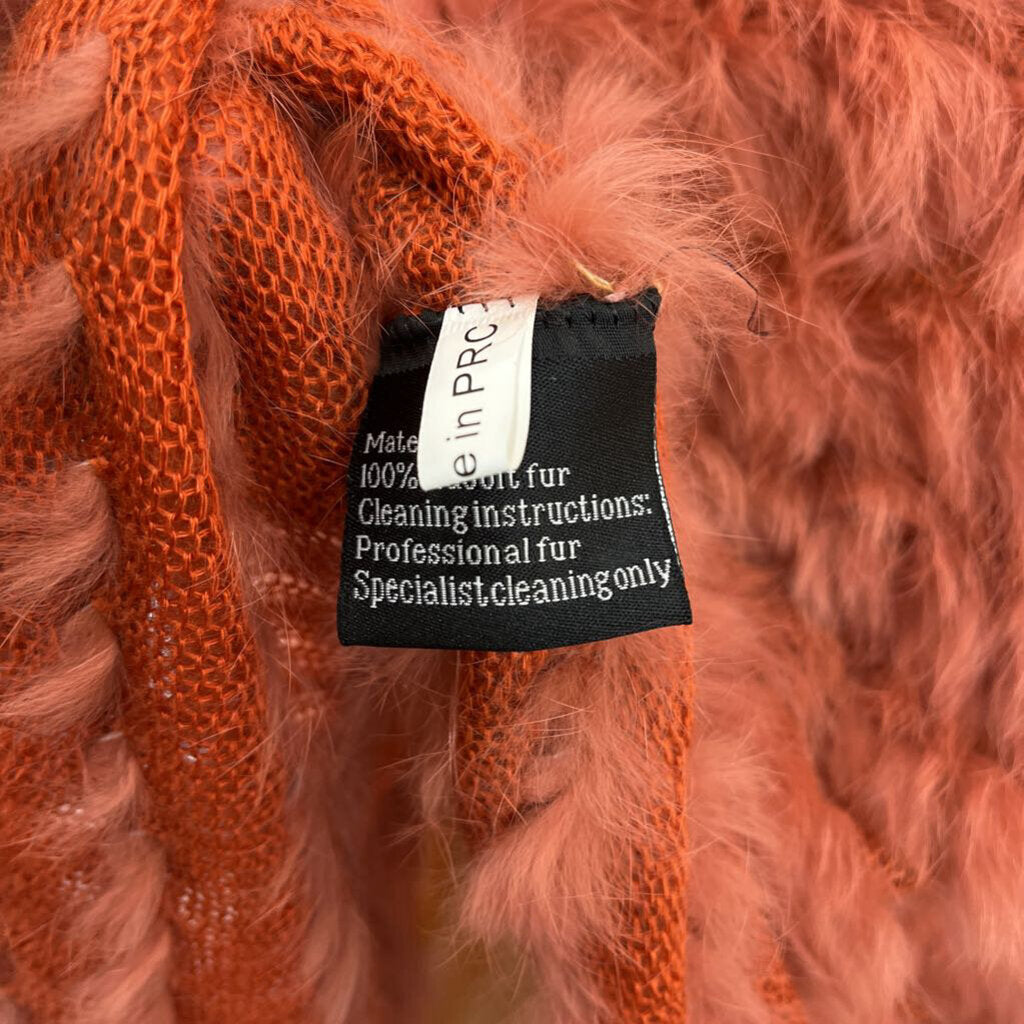 e in PRC
Mate
100% fur
Cleaning instructions:
Professional fur
Specialist cleaning only